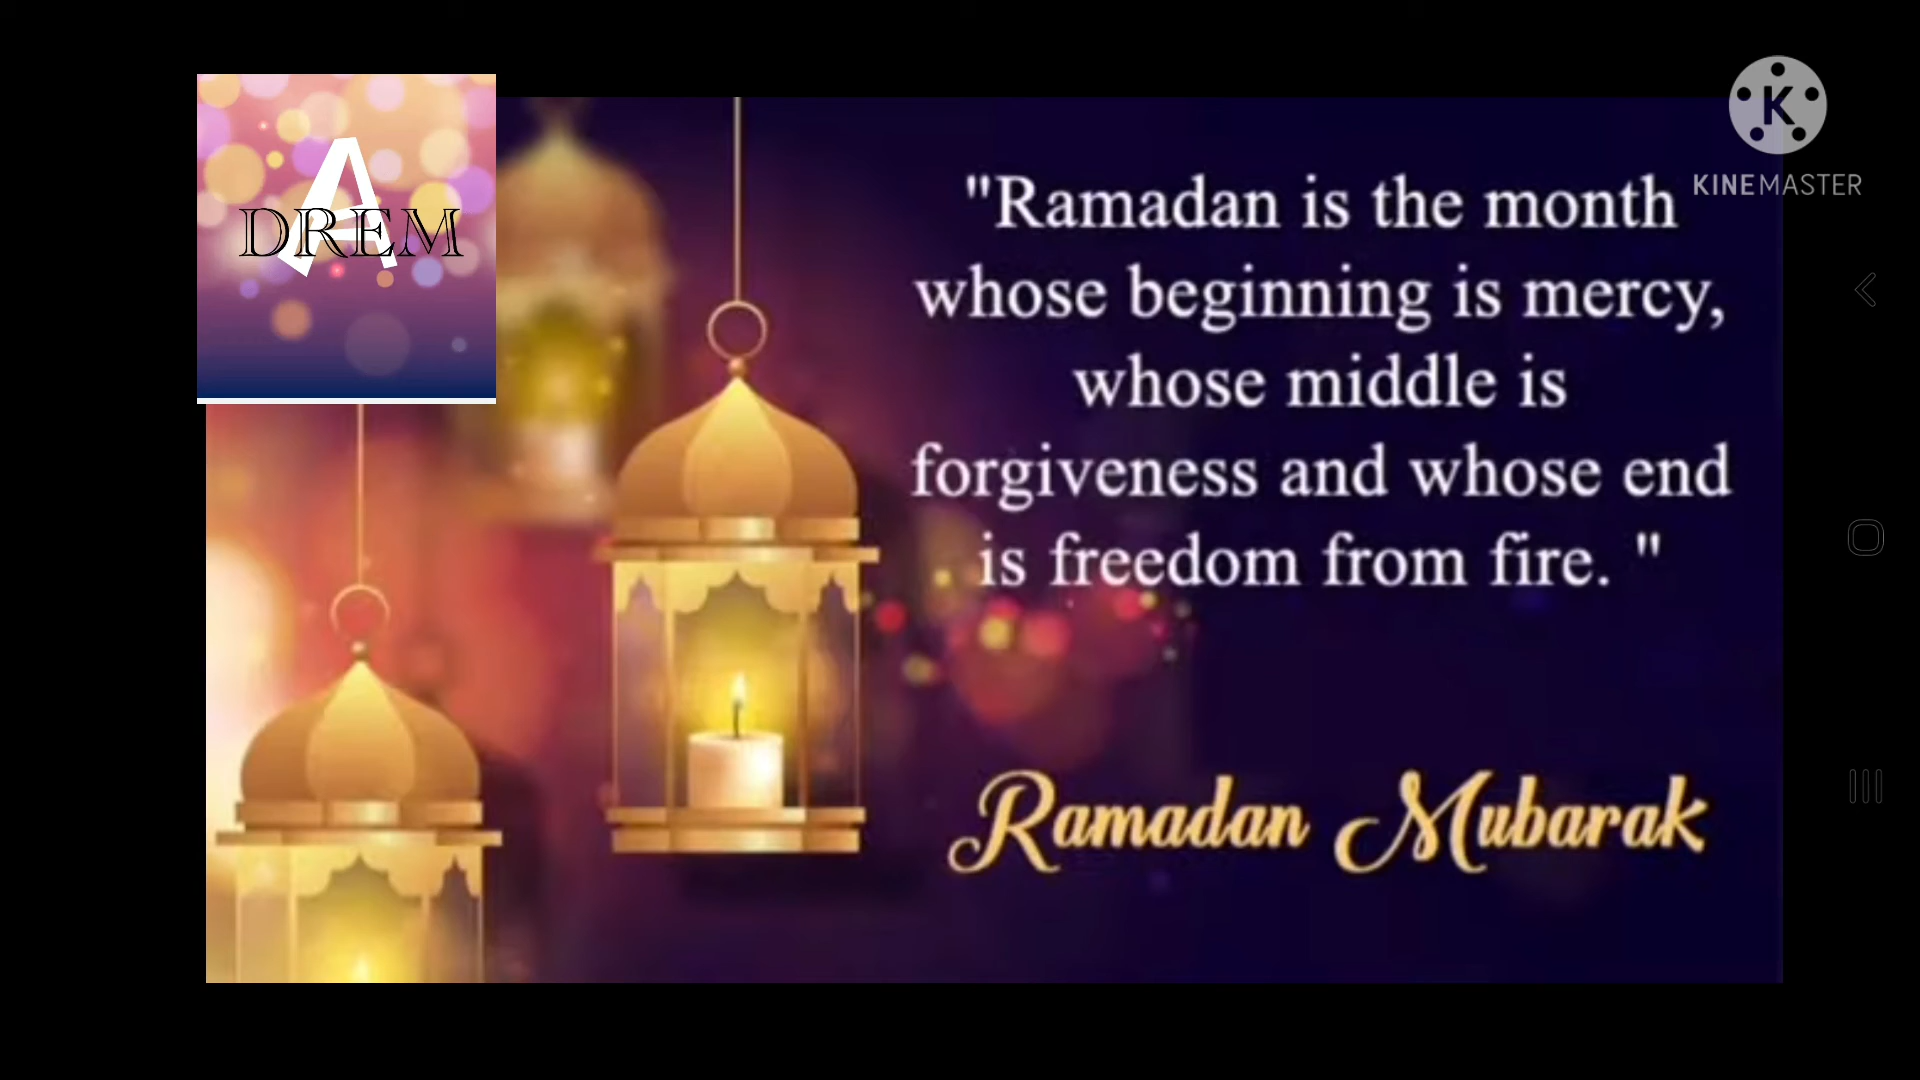 A
DREM
KINEMASTER
"Ramadan is the month
whose beginning is mercy,
whose middle is
forgiveness and whose end
is freedom from fire. "
Ramadan Mubarak